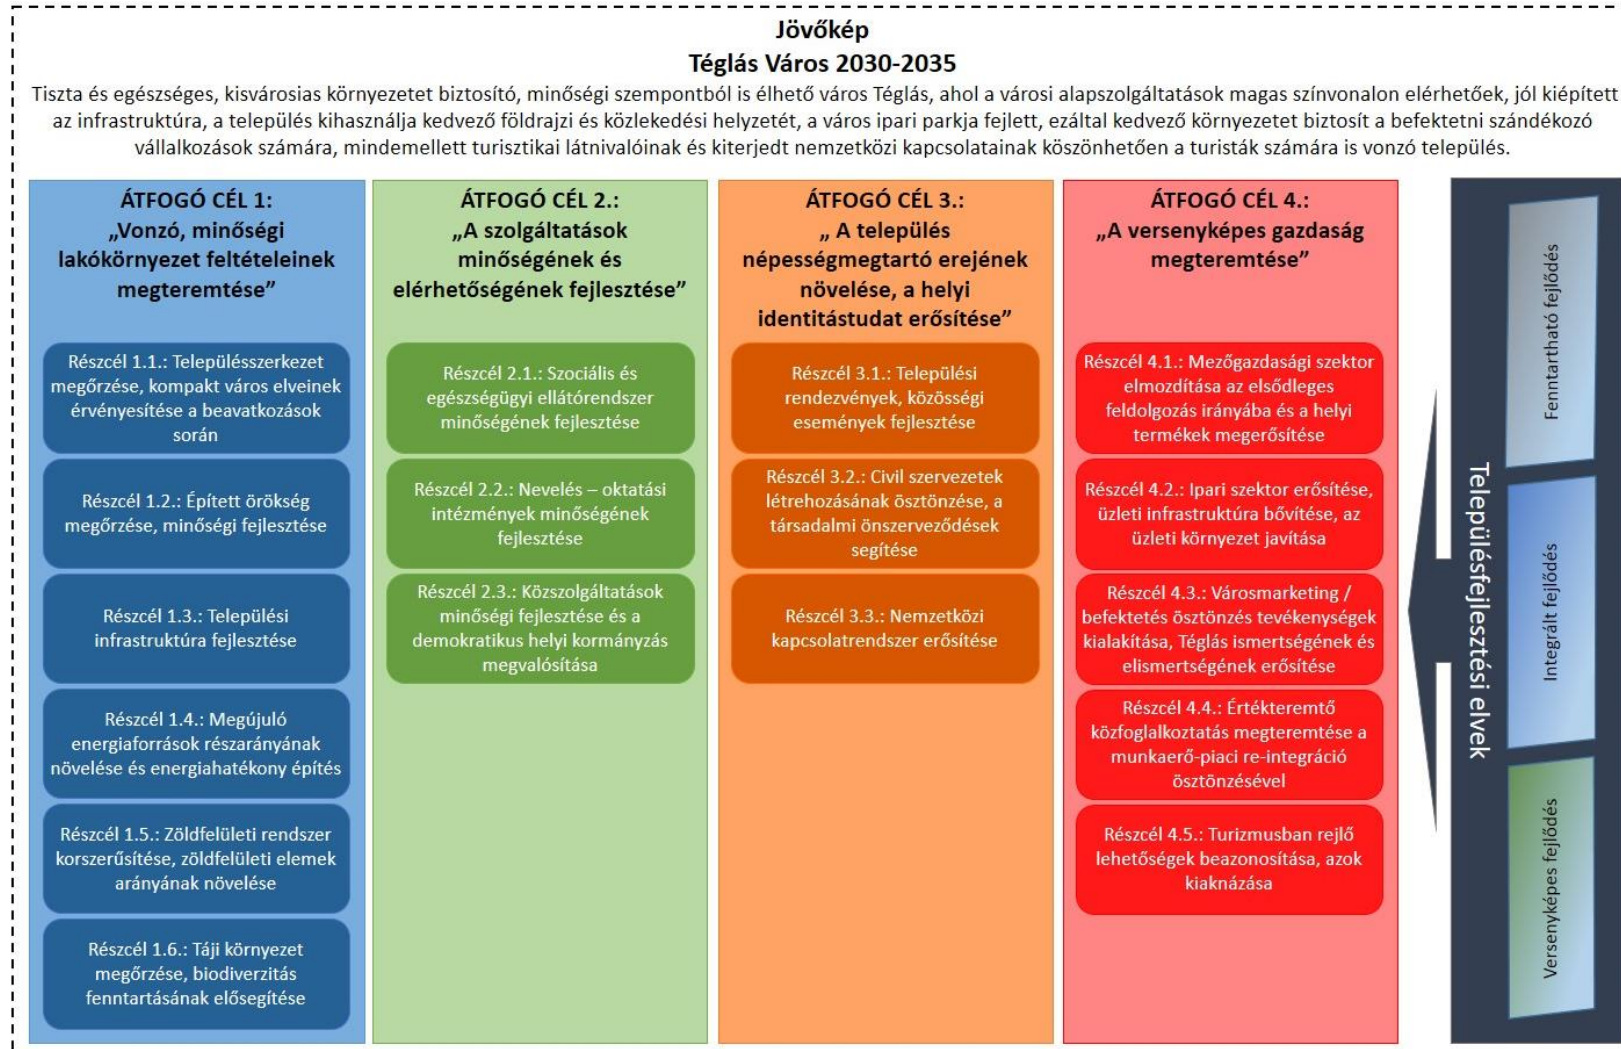 Jövőkép
Téglás Város 2030-2035
Tiszta és egészséges, kisvárosias környezetet biztosító, minőségi szempontból is élhető város Téglás, ahol a városi alapszolgáltatások magas színvonalon elérhetőek, jól kiépített
az infrastruktúra, a település kihasználja kedvező földrajzi és közlekedési helyzetét, a város ipari parkja fejlett, ezáltal kedvező környezetet biztosít a befektetni szándékozó
vállalkozások számára, mindemellett turisztikai látnivalóinak és kiterjedt nemzetközi kapcsolatainak köszönhetően a turisták számára is vonzó település.
ÁTFOGÓ CÉL 1:
„Vonzó, minőségi
lakókörnyezet feltételeinek
megteremtése”
Részcél 1.1.: Településszerkezet
megőrzése, kompakt város elveinek
érvényesítése a beavatkozások
során
Részcél 1.2.: Épített örökség
megőrzése, minőségi fejlesztése
Részcél 1.3.: Települési
infrastruktúra fejlesztése
Részcél 1.4.: Megújuló
energiaforrások részarányának
növelése és energiahatékony építés
Részcél 1.5.: Zöldfelületi rendszer
korszerűsítése, zöldfelületi elemek
arányának növelése
Részcél 1.6.: Táji környezet
megőrzése, biodiverzitás
fenntartásának elősegítése
ÁTFOGÓ CÉL 2.:
„A szolgáltatások
minőségének és
elérhetőségének fejlesztése”
Részcél 2.1.: Szociális és
egészségügyi ellátórendszer
minőségének fejlesztése
Részcél 2.2.: Nevelés – oktatási
intézmények minőségének
fejlesztése
Részcél 2.3.: Közszolgáltatások
minőségi fejlesztése és a
demokratikus helyi kormányzás
megvalósítása
ÁTFOGÓ CÉL 3.:
„ A település
népességmegtartó erejének
növelése, a helyi
identitástudat erősítése”
Részcél 3.1.: Települési
rendezvények, közösségi
események fejlesztése
Részcél 3.2.: Civil szervezetek
létrehozásának ösztönzése, a
társadalmi önszerveződések
segítése
Részcél 3.3.: Nemzetközi
kapcsolatrendszer erősítése
ÁTFOGÓ CÉL 4.:
„A versenyképes gazdaság
megteremtése”
Részcél 4.1.: Mezőgazdasági szektor
elmozdítása az elsődleges
feldolgozás irányába és a helyi
termékek megerősítése
Részcél 4.2.: Ipari szektor erősítése,
üzleti infrastruktúra bővítése, az
üzleti környezet javítása
Részcél 4.3.: Városmarketing /
befektetés ösztönzés tevékenységek
kialakítása, Téglás ismertségének és
elismertségének erősítése
Részcél 4.4.: Értékteremtő
közfoglalkoztatás megteremtése a
munkaerő-piaci re-integráció
ösztönzésével
Részcél 4.5.: Turizmusban rejlő
lehetőségek beazonosítása, azok
kiaknázása
Településfejlesztési elvek
Fenntartható fejlődés
Integrált fejlődés
Versenyképes fejlődés